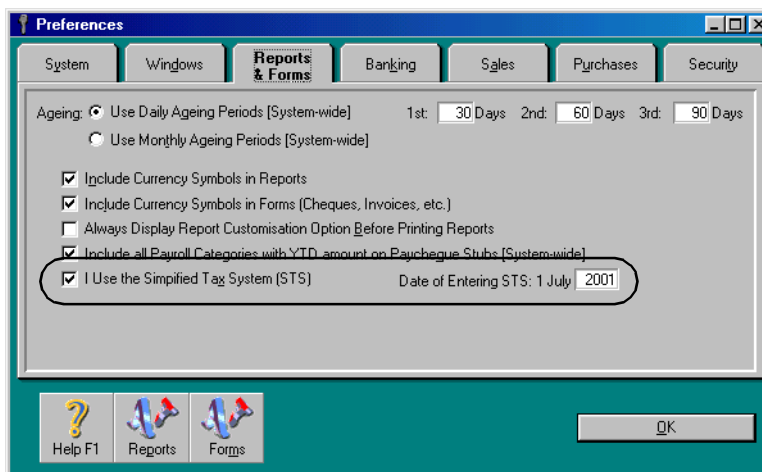 Preferences
System Windows Reports & Forms Banking Sales Purchases Security
Ageing: Use Daily Ageing Periods [System-wide] 1st: 30 Days 2nd: 60 Days 3rd: 90 Days
Use Monthly Ageing Periods [System-wide]
Include Currency Symbols in Reports
Include Currency Symbols in Forms (Cheques, Invoices, etc.)
Always Display Report Customisation Option Before Printing Reports
Include all Payroll Categories with YTD amount on Paycheque Stubs [System-wide]
I Use the Simpified Tax System (STS) Date of Entering STS: 1 July 2001
Help F1 Reports Forms OK